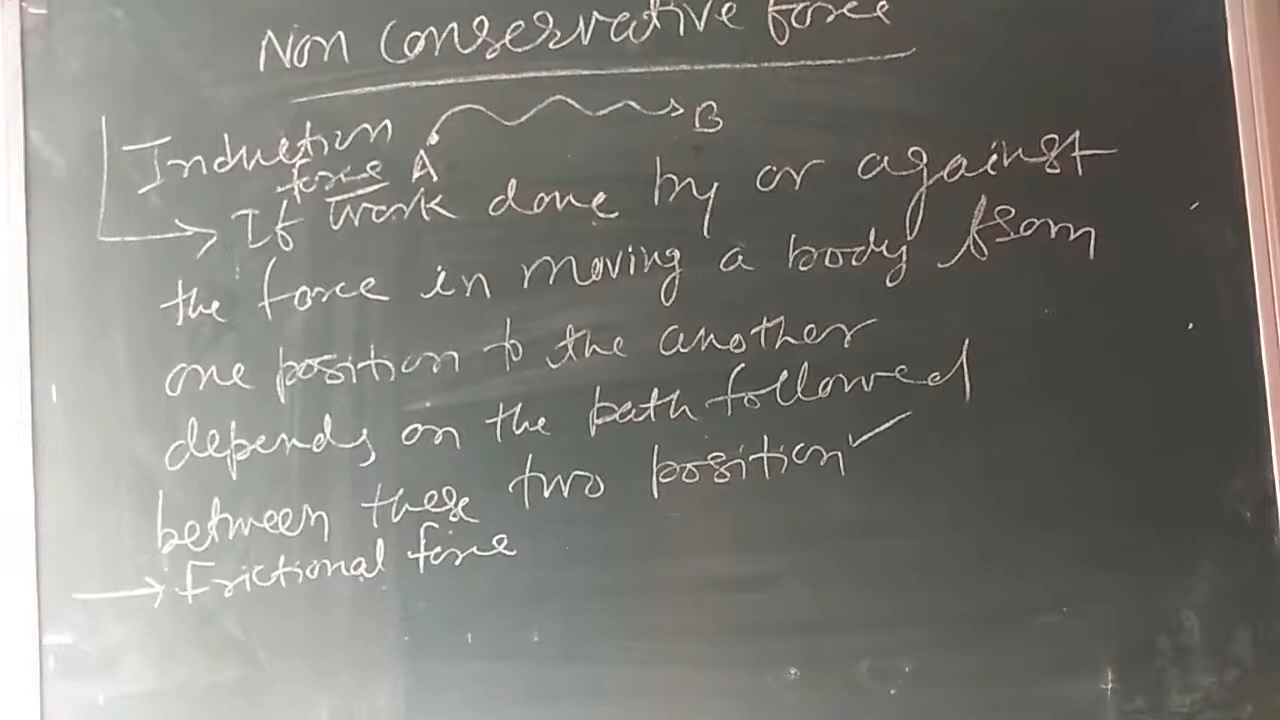 Non Conservative force
Induction
force
A
B
If work done by or against
the force in moving a body from
one position to the another
depends on the path followed
between these two position
→ Frictional force